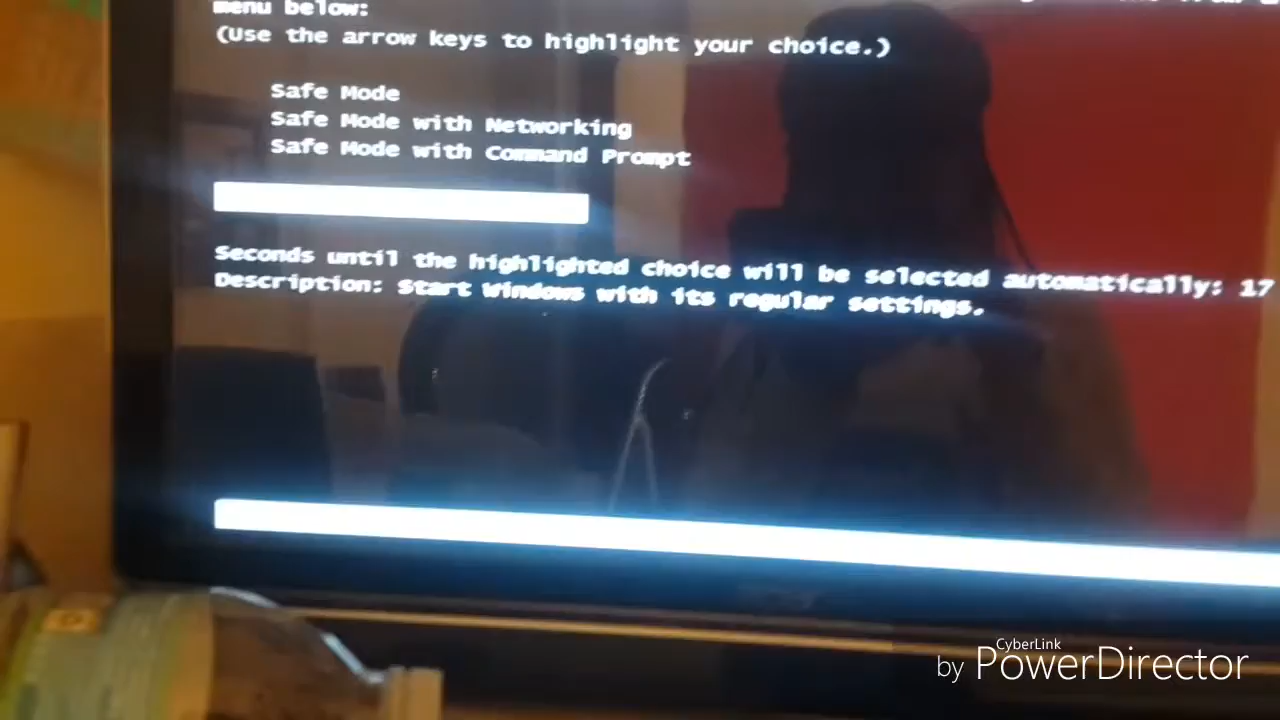 menu below:
(Use the arrow keys to highlight your choice.)
Safe Mode
Safe Mode with Networking
Safe Mode with Command Prompt
Seconds until the highlighted choice will be selected automatically: 17
Description: Start Windows with its regular settings.
CyberLink
by PowerDirector